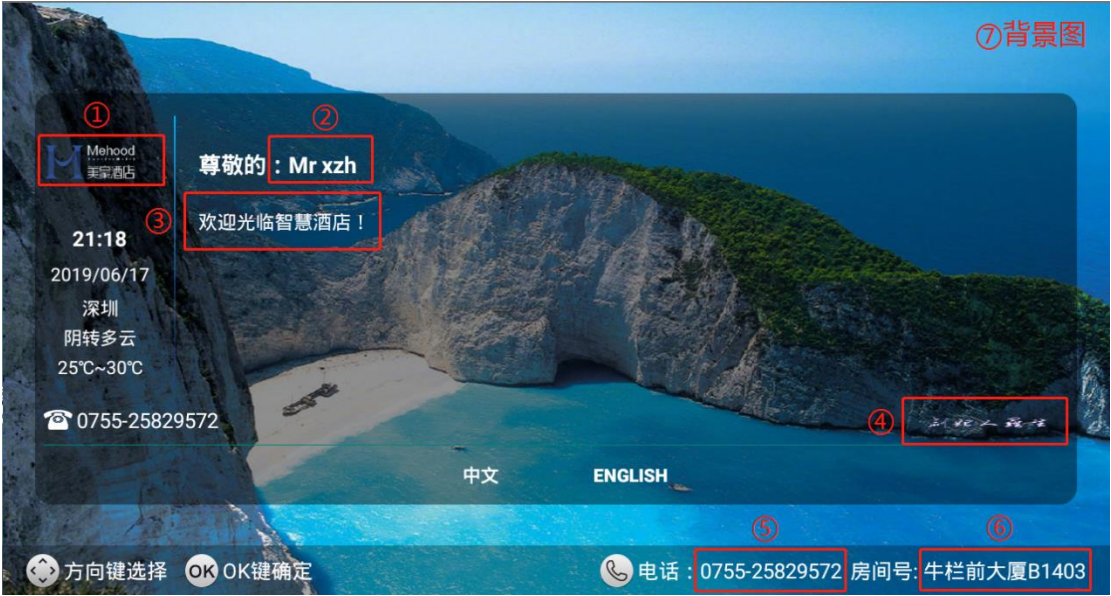 ⑦背景图
①
Mehood
美豪酒店
②
尊敬的：Mr xzh
③
欢迎光临智慧酒店！
21:18
2019/06/17
深圳
阴转多云
25℃~30℃
☎ 0755-25829572
④
中文 ENGLISH
⑤ ⑥
方向键选择 OK OK键确定 电话：0755-25829572 房间号: 牛栏前大厦B1403